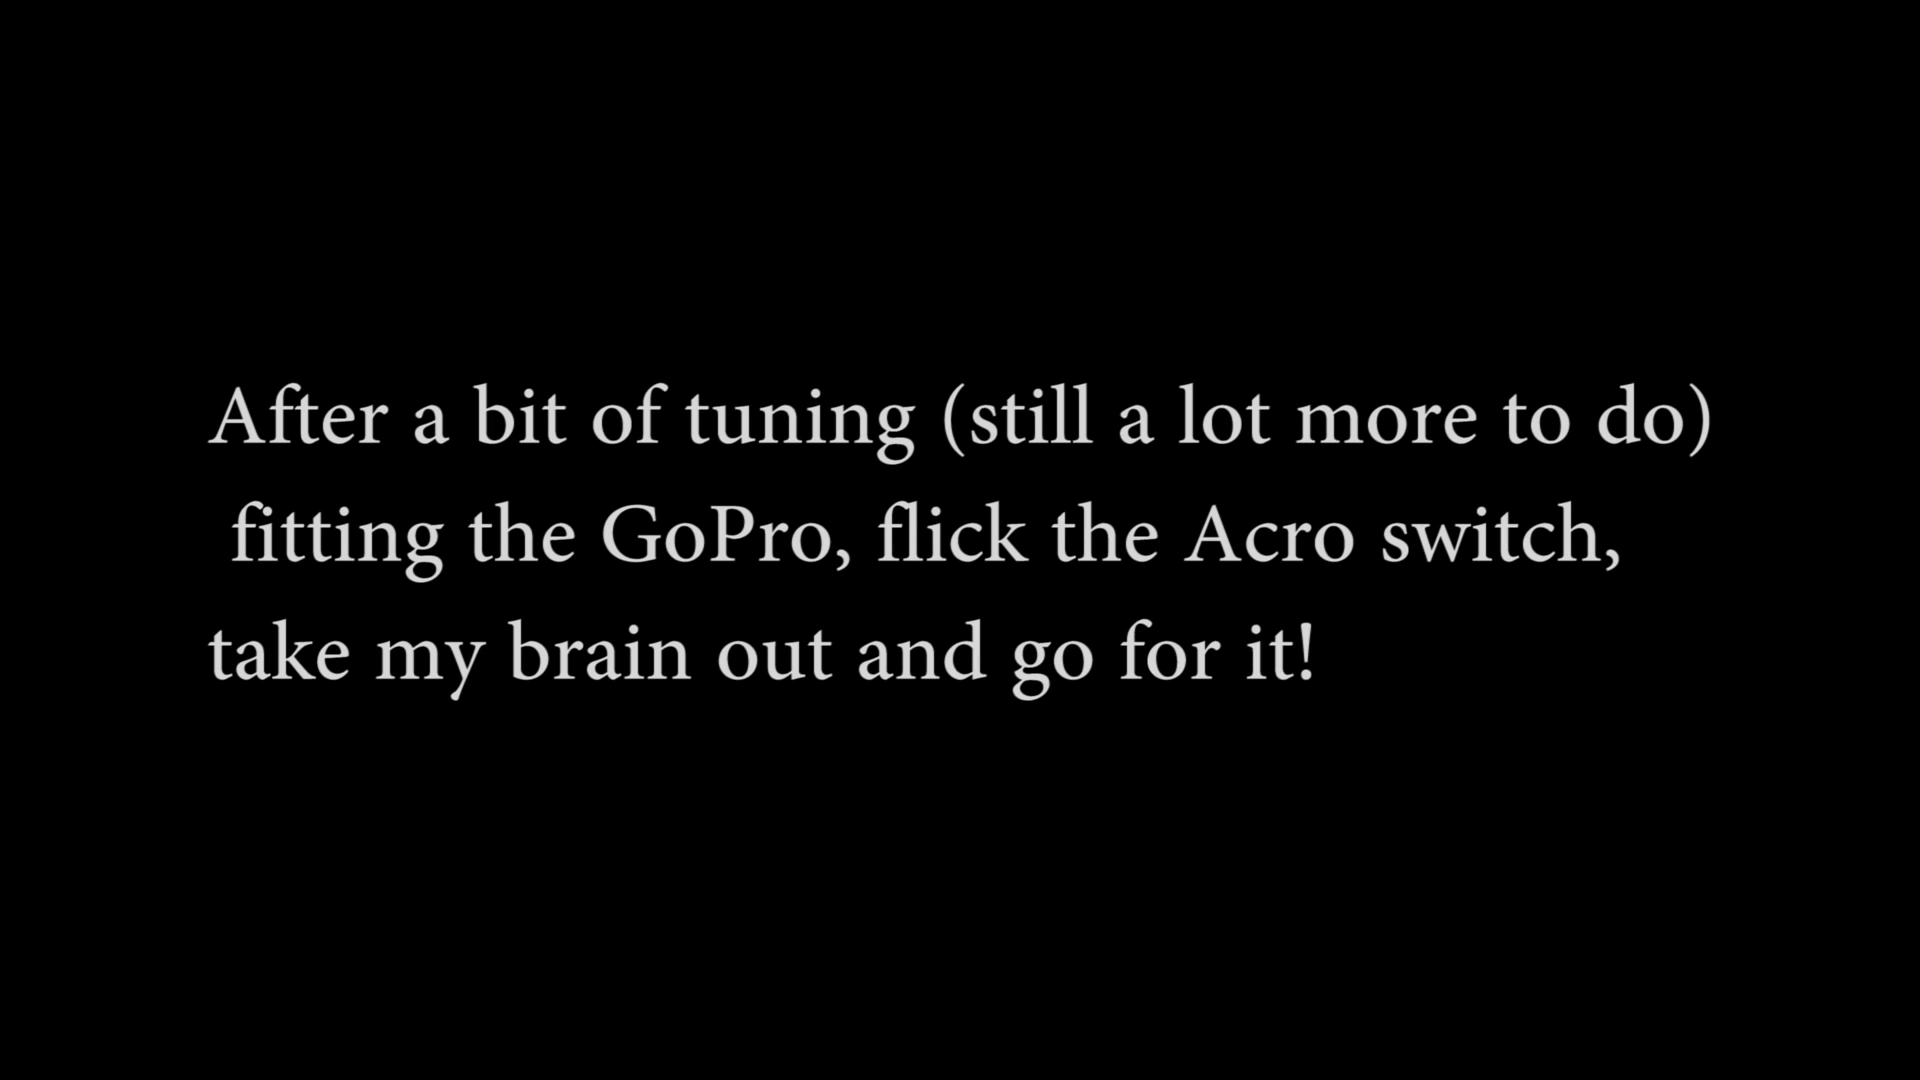 After a bit of tuning (still a lot more to do)
fitting the GoPro, flick the Acro switch,
take my brain out and go for it!